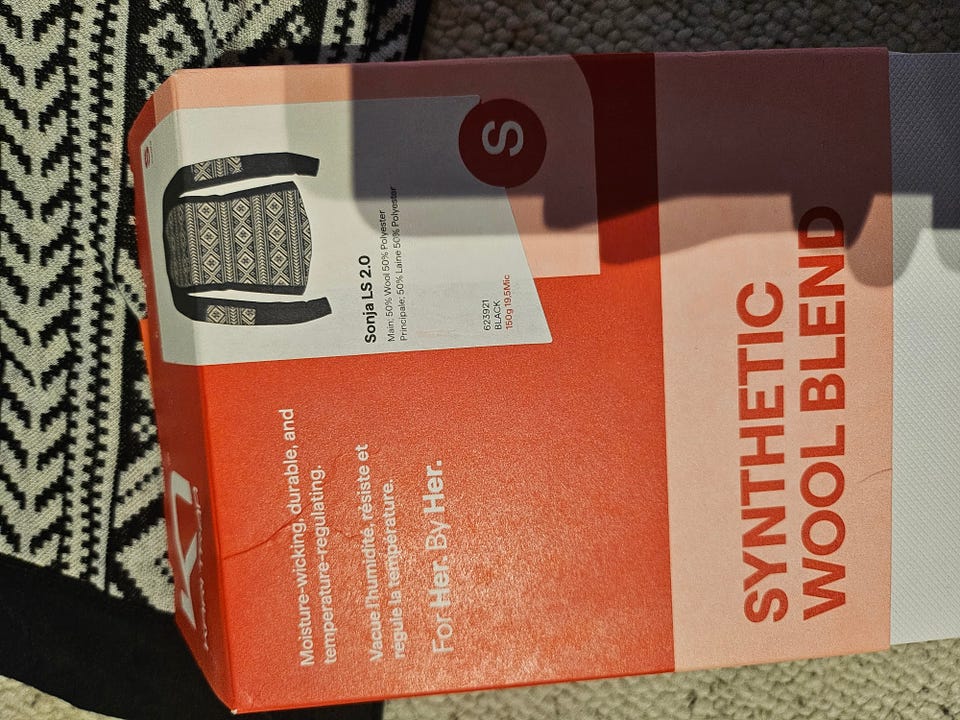 Moisture-wicking, durable, and
temperature-regulating.
Vacue l'humidité, résiste et
régule la température.
For Her. By Her.
S
Sonja LS 2.0
Main: 50% Wool 50% Polyester
Principale: 50% Laine 50% Polyester
623921
BLACK
150g 19,5Mic
S
SYNTHETIC
WOOL BLEND